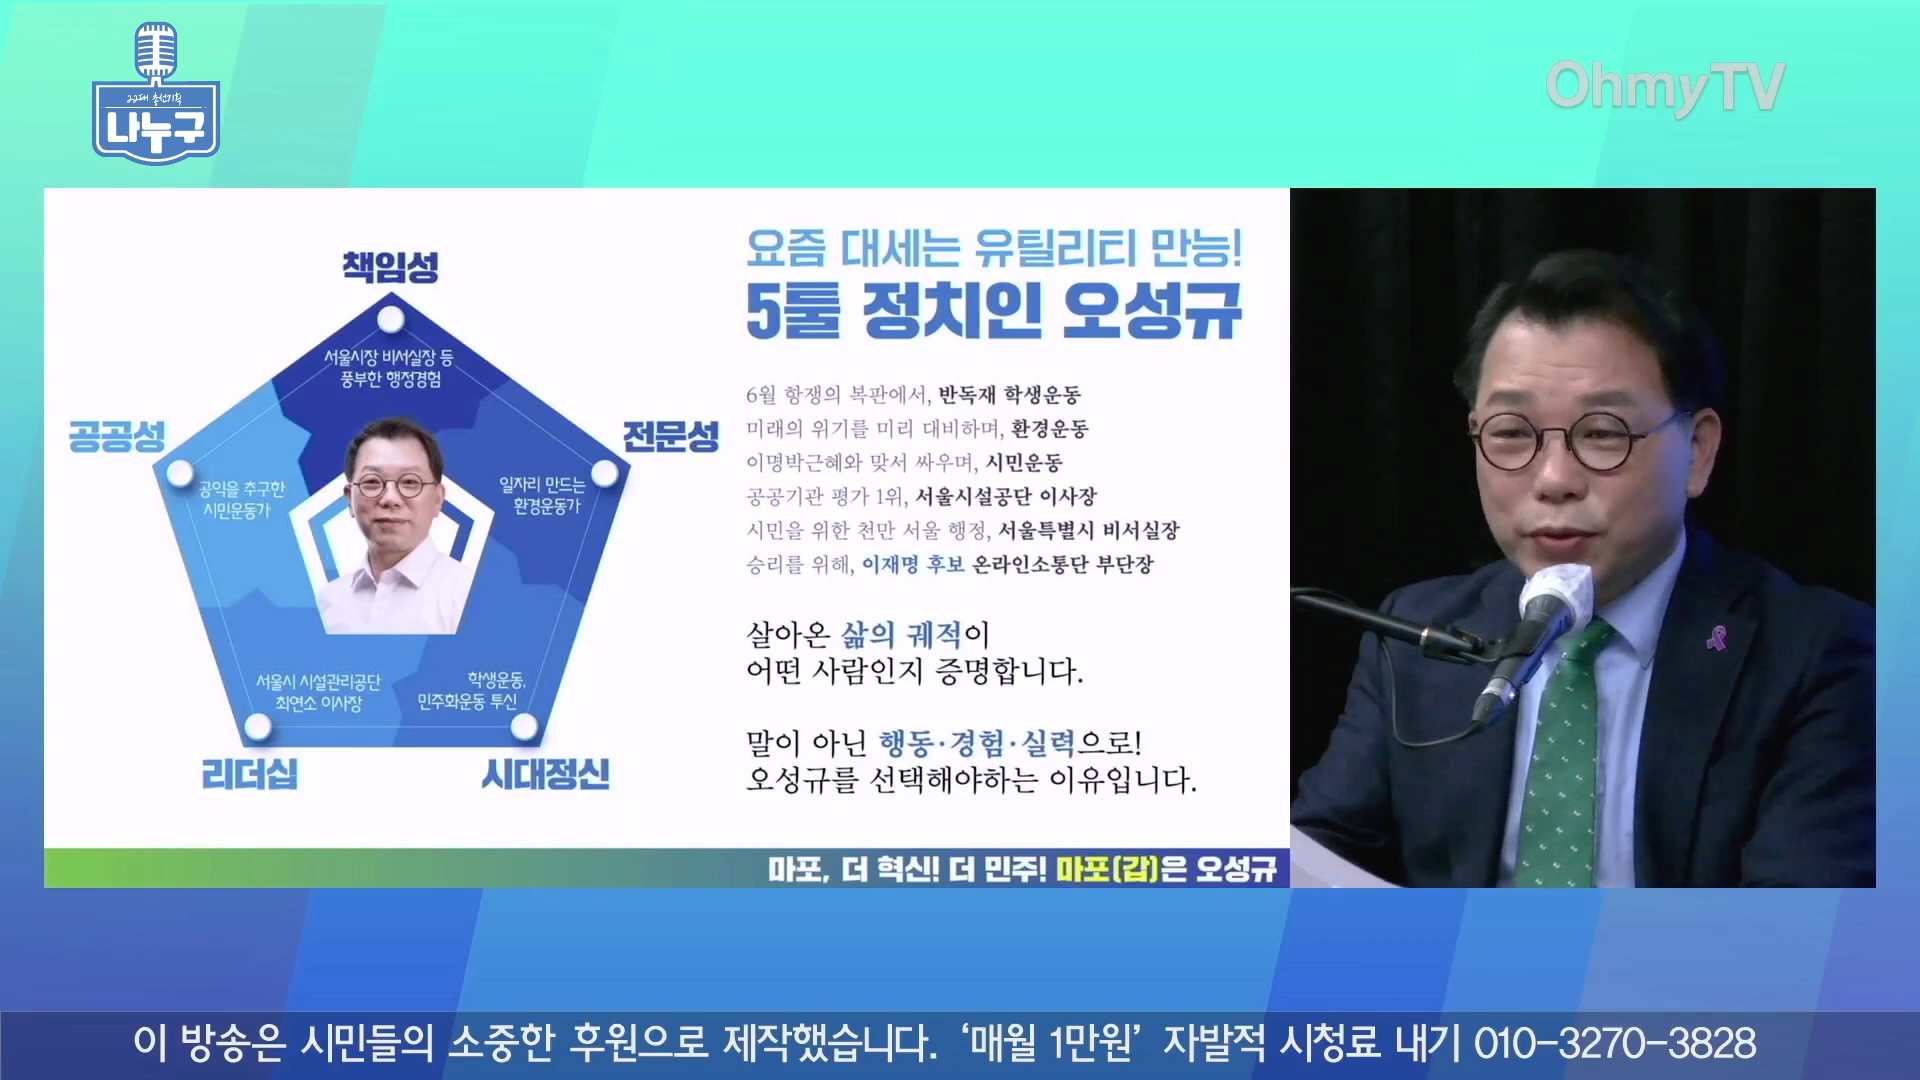 22대 총선기획
나누구
OhmyTV
책임성
서울시장 비서실장 등
풍부한 행정경험
공공성
공익을 추구한
시민운동가
전문성
일자리 만드는
환경운동가
서울시 시설관리공단
최연소 이사장
리더십
학생운동,
민주화운동 투신
시대정신
요즘 대세는 유틸리티 만능!
5툴 정치인 오성규
6월 항쟁의 복판에서, 반독재 학생운동
미래의 위기를 미리 대비하며, 환경운동
이명박근혜와 맞서 싸우며, 시민운동
공공기관 평가 1위, 서울시설공단 이사장
시민을 위한 천만 서울 행정, 서울특별시 비서실장
승리를 위해, 이재명 후보 온라인소통단 부단장
살아온 삶의 궤적이
어떤 사람인지 증명합니다.
말이 아닌 행동·경험·실력으로!
오성규를 선택해야하는 이유입니다.
마포, 더 혁신! 더 민주! 마포(갑)은 오성규
이 방송은 시민들의 소중한 후원으로 제작했습니다. ‘매월 1만원’ 자발적 시청료 내기 010-3270-3828